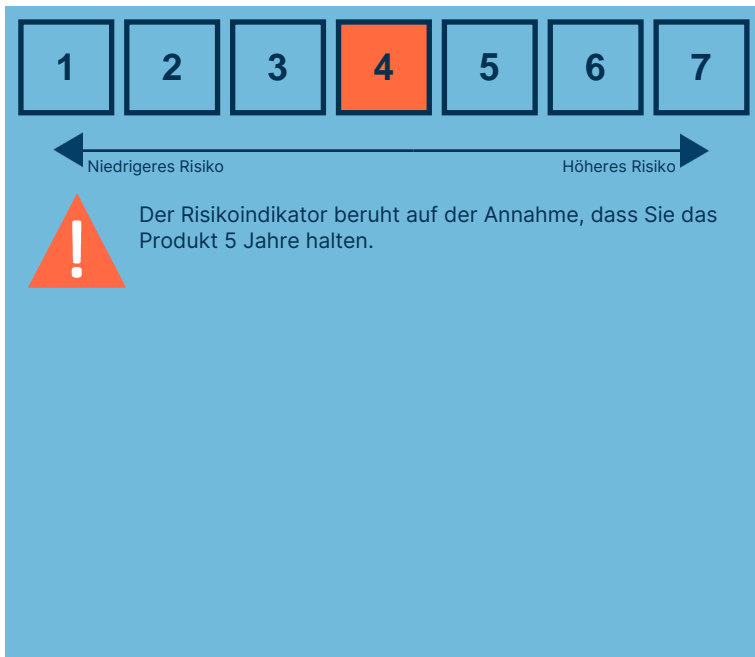 1 2 3 4 5 6 7
Niedrigeres Risiko Höheres Risiko
!
Der Risikoindikator beruht auf der Annahme, dass Sie das
Produkt 5 Jahre halten.